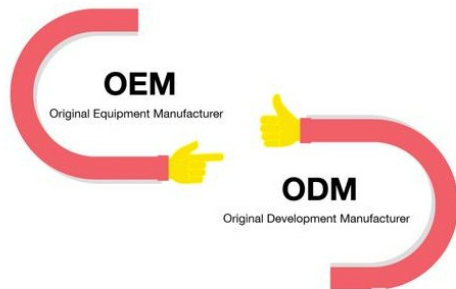 OEM
Original Equipment Manufacturer
ODM
Original Development Manufacturer